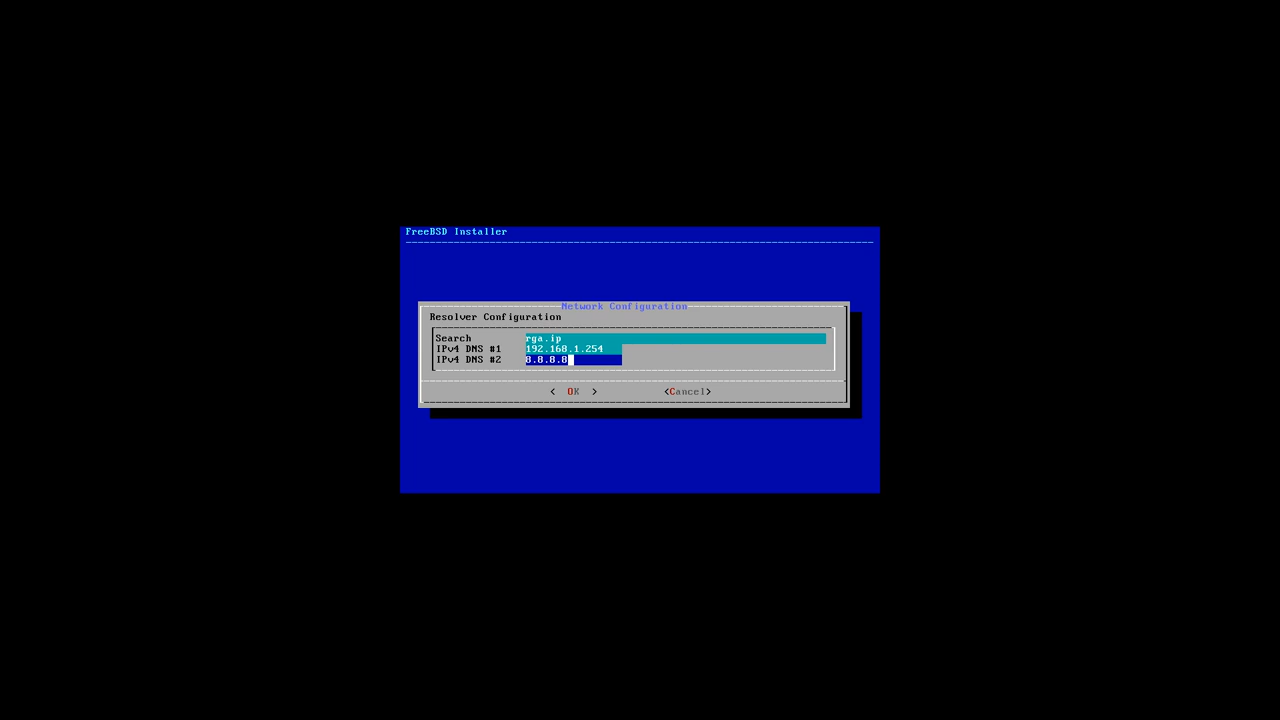 FreeBSD Installer
Network Configuration
Resolver Configuration
Search rga.ip
IPv4 DNS #1 192.168.1.254
IPv4 DNS #2 8.8.8.8
< OK > <Cancel>